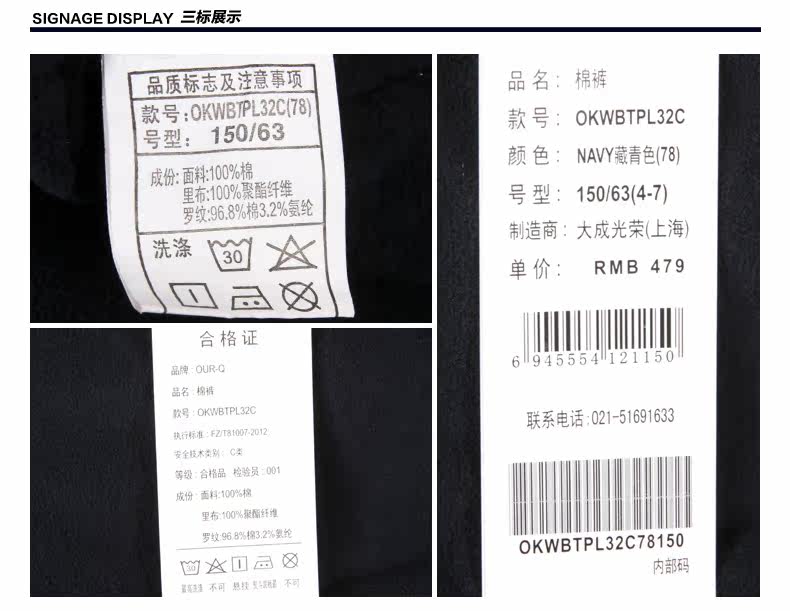 SIGNAGE DISPLAY 三标展示
品质标志及注意事项
款号:OKWBTPL32C(78)
号型: 150/63
成份: 面料:100%棉
里布:100%聚酯纤维
罗纹:96.8%棉3.2%氨纶
洗涤
30
合格证
品牌: OUR-Q
品名: 棉裤
款号: OKWBTPL32C
执行标准: FZ/T81007-2012
安全技术类别: C类
等级: 合格品 检验员: 001
成份: 面料:100%棉
里布:100%聚酯纤维
罗纹:96.8%棉3.2%氨纶
30
不可 悬挂 不可
品名: 棉裤
款号: OKWBTPL32C
颜色: NAVY藏青色(78)
号型: 150/63(4-7)
制造商: 大成光荣(上海)
单价: RMB 479
6 945554 121150
联系电话:021-51691633
OKWBTPL32C78150
内部码